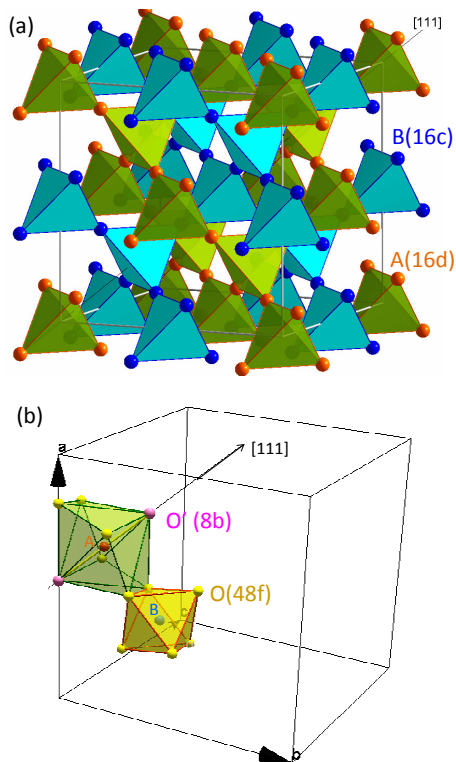 (a)
[111]
B(16c)
A(16d)
(b)
a
[111]
O' (8b)
A
O(48f)
B
c
b